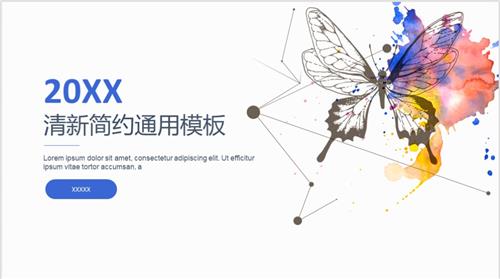 20XX
清新简约通用模板
Lorem ipsum dolor sit amet, consectetur adipiscing elit. Ut efficitur
ipsum vitae tortor accumsan, a
xxxxx